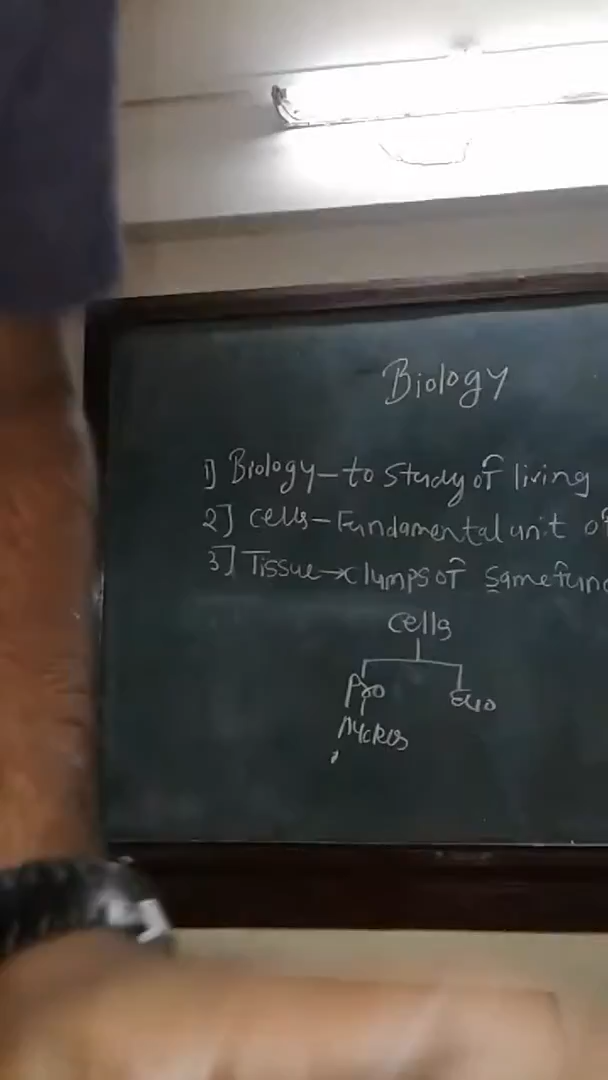 Biology
1) Biology - to study of living
2] cells - Fundamental unit of
3] Tissue → clumps of same func
cells
Pro